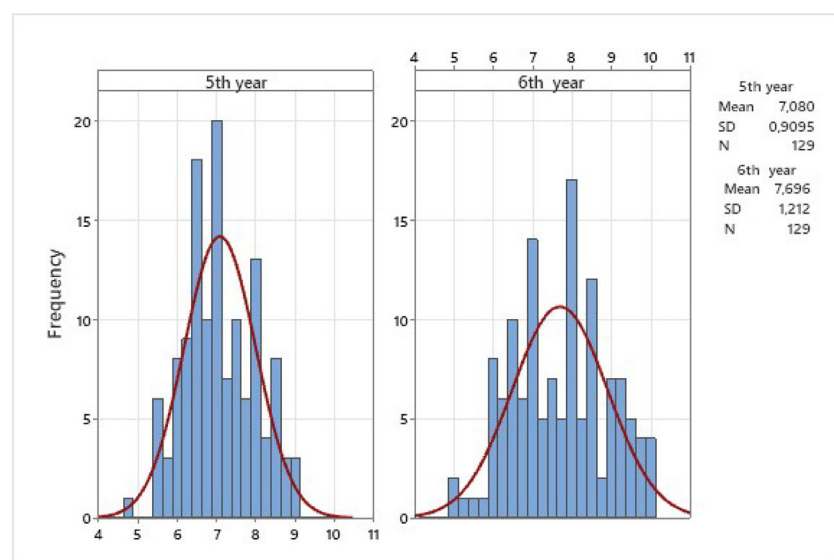 4 5 6 7 8 9 10 11
5th year
6th year
5th year
Mean 7,080
SD 0,9095
N 129
6th year
Mean 7,696
SD 1,212
N 129
Frequency
20
15
10
5
0
20
15
10
5
0
4 5 6 7 8 9 10 11